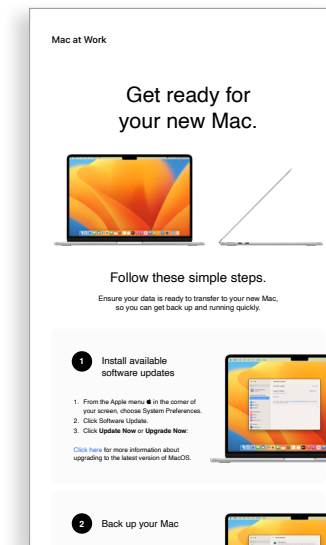 Mac at Work
Get ready for
your new Mac.
Follow these simple steps.
Ensure your data is ready to transfer to your new Mac,
so you can get back up and running quickly.
1 Install available
software updates
1. From the Apple menu  in the corner of
your screen, choose System Preferences.
2. Click Software Update.
3. Click Update Now or Upgrade Now:
Click here for more information about
upgrading to the latest version of MacOS.
2 Back up your Mac